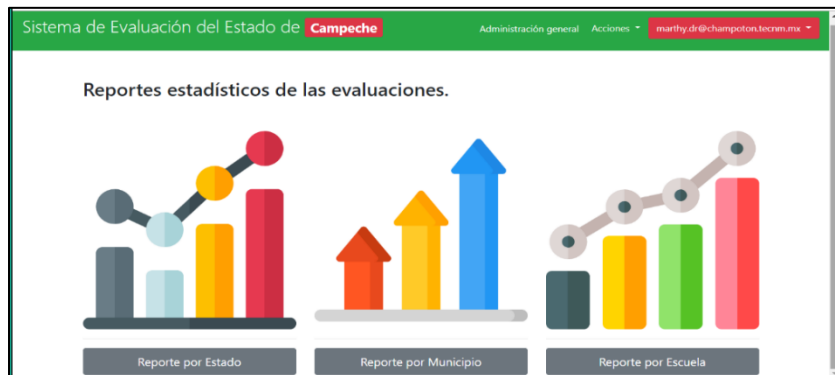 Sistema de Evaluación del Estado de Campeche
Administración general Acciones marthy.dr@champoton.tecnm.mx
Reportes estadísticos de las evaluaciones.
Reporte por Estado Reporte por Municipio Reporte por Escuela